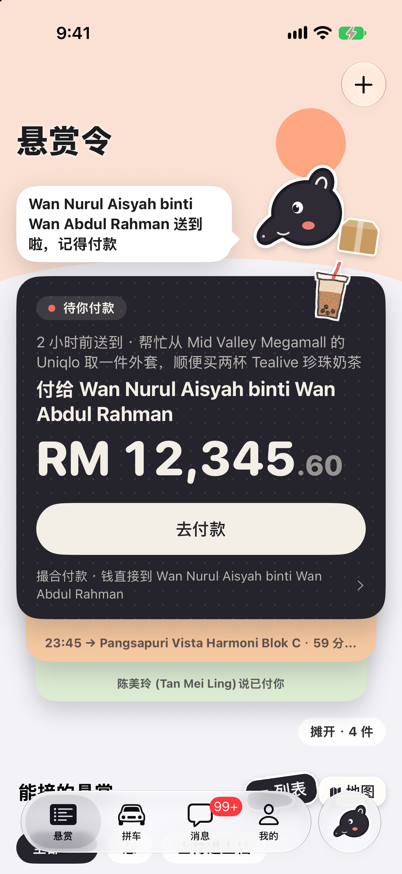 9:41
悬赏令
Wan Nurul Aisyah binti
Wan Abdul Rahman 送到
啦，记得付款
待你付款
2 小时前送到 · 帮忙从 Mid Valley Megamall 的
Uniqlo 取一件外套，顺便买两杯 Tealive 珍珠奶茶
付给 Wan Nurul Aisyah binti Wan
Abdul Rahman
RM 12,345.60
去付款
撮合付款 · 钱直接到 Wan Nurul Aisyah binti Wan
Abdul Rahman
23:45 → Pangsapuri Vista Harmoni Blok C · 59 分...
陈美玲 (Tan Mei Ling) 说已付你
摊开 · 4 件
能接的悬赏
列表
地图
99+
悬赏
拼车
消息
我的